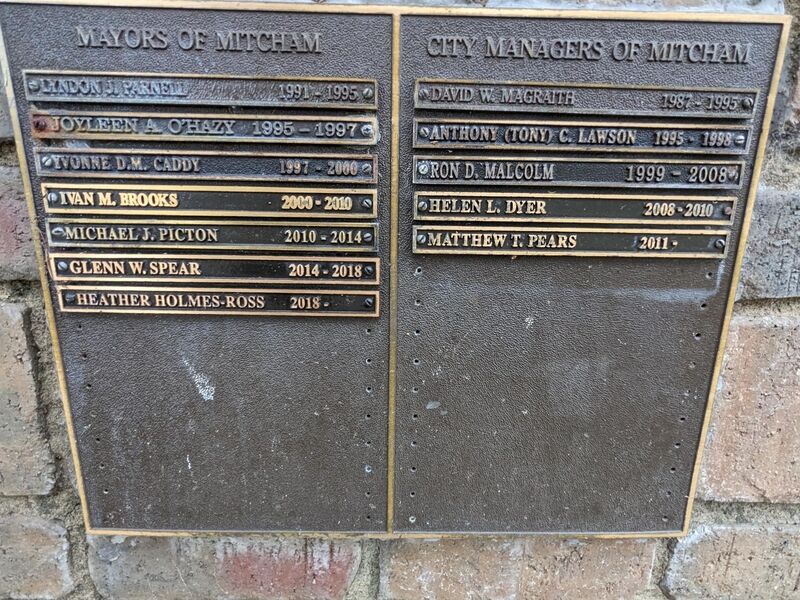 MAYORS OF MITCHAM
LYNDON J. PARNELL 1991 - 1995
JOYLEEN A. O'HAZY 1995 - 1997
YVONNE D.M. CADDY 1997 - 2000
IVAN M. BROOKS 2000 - 2010
MICHAEL J. PICTON 2010 - 2014
GLENN W. SPEAR 2014 - 2018
HEATHER HOLMES-ROSS 2018 -
CITY MANAGERS OF MITCHAM
DAVID W. MAGRAITH 1987 - 1995
ANTHONY (TONY) C. LAWSON 1995 - 1998
RON D. MALCOLM 1999 - 2008
HELEN L. DYER 2008 - 2010
MATTHEW T. PEARS 2011 -